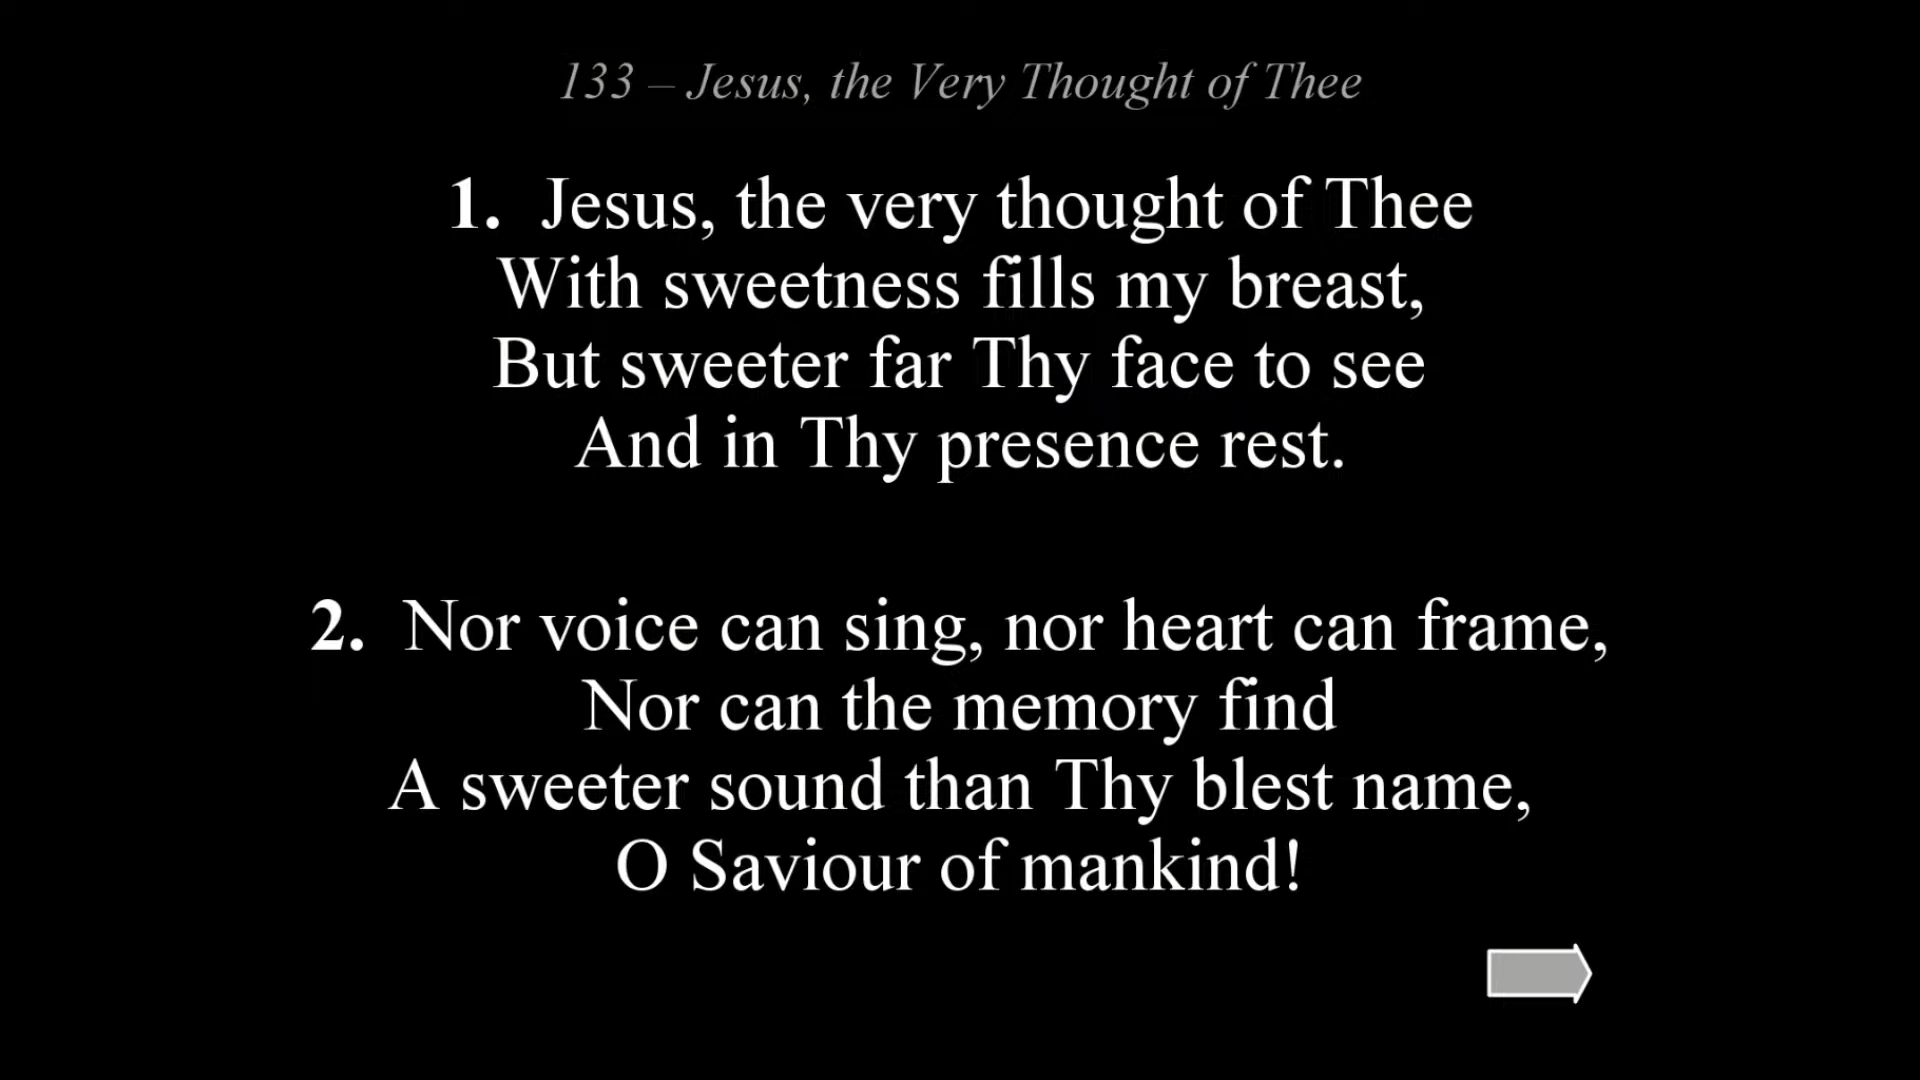 133 – Jesus, the Very Thought of Thee
1. Jesus, the very thought of Thee
With sweetness fills my breast,
But sweeter far Thy face to see
And in Thy presence rest.
2. Nor voice can sing, nor heart can frame,
Nor can the memory find
A sweeter sound than Thy blest name,
O Saviour of mankind!